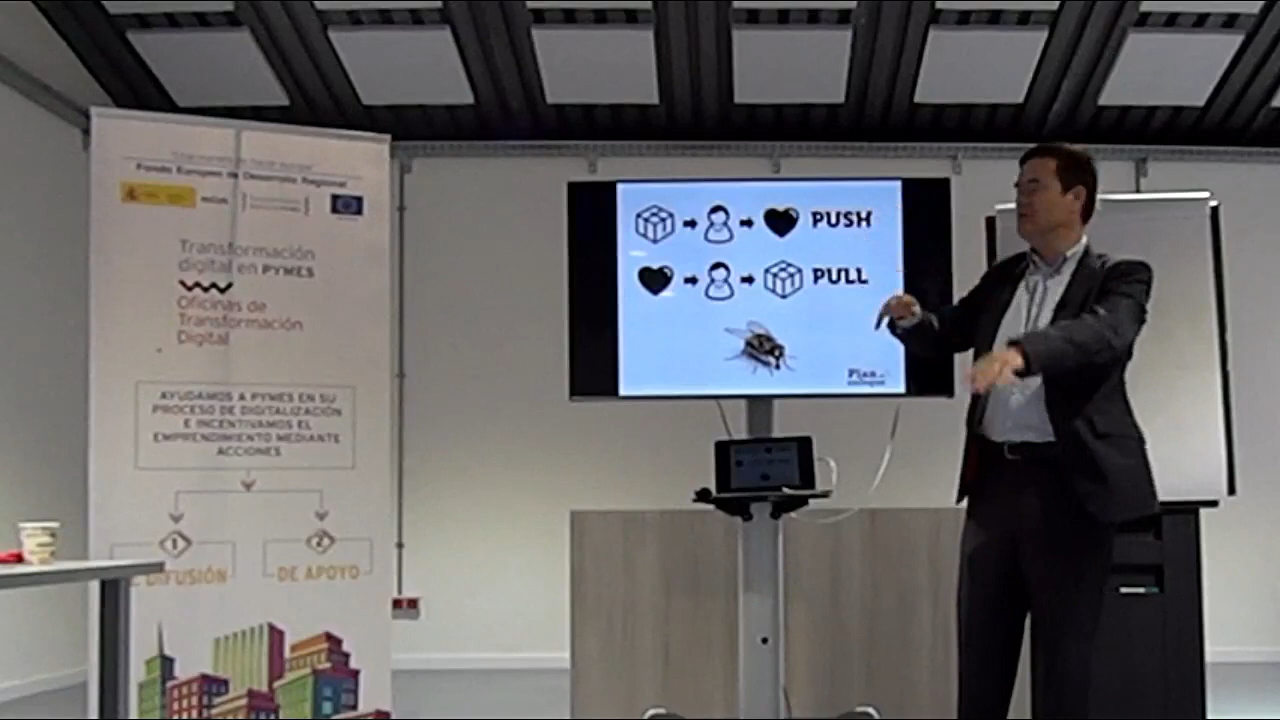 Fondo Europeo de Desarrollo Regional
Transformación
digital en PYMES
Oficinas de
Transformación
Digital
AYUDAMOS A PYMES EN SU
PROCESO DE DIGITALIZACIÓN
E INCENTIVAMOS EL
EMPRENDIMIENTO MEDIANTE
ACCIONES
1
2
DIFUSIÓN
DE APOYO
PUSH
PULL
Plan